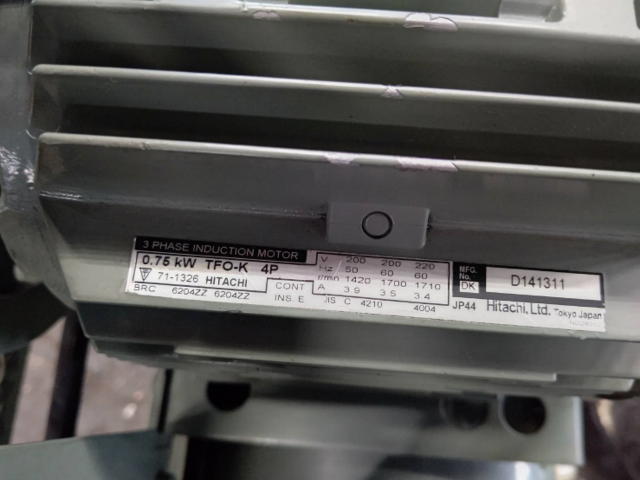 3 PHASE INDUCTION MOTOR
0.75 kW TFO-K 4P
71-1326 HITACHI
BRG 6204ZZ 6204ZZ
CONT
INS. E
V 200 200 220
Hz 50 60 60
r/min 1420 1700 1710
A 3.9 3.5 3.4
JIS C 4210 4004
MFG. No. D141311
DK
JP44 Hitachi, Ltd. Tokyo Japan